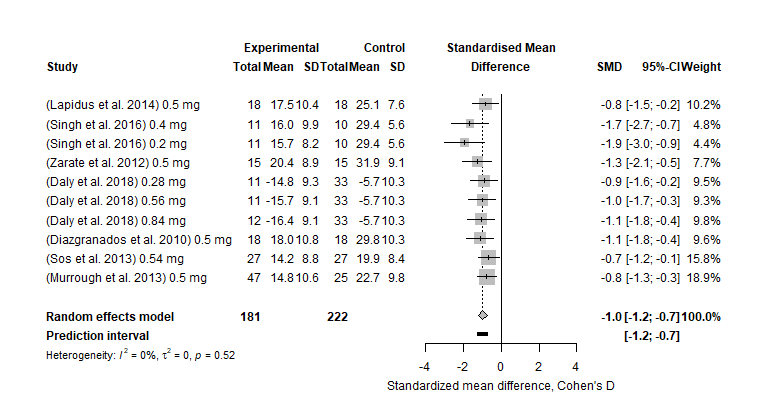 Experimental Control Standardised Mean
Study Total Mean SD Total Mean SD Difference SMD 95%-CI Weight
(Lapidus et al. 2014) 0.5 mg 18 17.5 10.4 18 25.1 7.6 -0.8 [-1.5; -0.2] 10.2%
(Singh et al. 2016) 0.4 mg 11 16.0 9.9 10 29.4 5.6 -1.7 [-2.7; -0.7] 4.8%
(Singh et al. 2016) 0.2 mg 11 15.7 8.2 10 29.4 5.6 -1.9 [-3.0; -0.9] 4.4%
(Zarate et al. 2012) 0.5 mg 15 20.4 8.9 15 31.9 9.1 -1.3 [-2.1; -0.5] 7.7%
(Daly et al. 2018) 0.28 mg 11 -14.8 9.3 33 -5.7 10.3 -0.9 [-1.6; -0.2] 9.5%
(Daly et al. 2018) 0.56 mg 11 -15.7 9.1 33 -5.7 10.3 -1.0 [-1.7; -0.3] 9.3%
(Daly et al. 2018) 0.84 mg 12 -16.4 9.1 33 -5.7 10.3 -1.1 [-1.8; -0.4] 9.8%
(Diazgranados et al. 2010) 0.5 mg 18 18.0 10.8 18 29.8 10.3 -1.1 [-1.8; -0.4] 9.6%
(Sos et al. 2013) 0.54 mg 27 14.2 8.8 27 19.9 8.4 -0.7 [-1.2; -0.1] 15.8%
(Murrough et al. 2013) 0.5 mg 47 14.8 10.6 25 22.7 9.8 -0.8 [-1.3; -0.3] 18.9%
Random effects model 181 222 -1.0 [-1.2; -0.7] 100.0%
Prediction interval [-1.2; -0.7]
Heterogeneity: I² = 0%, τ² = 0, p = 0.52
-4 -2 0 2 4
Standardized mean difference, Cohen's D